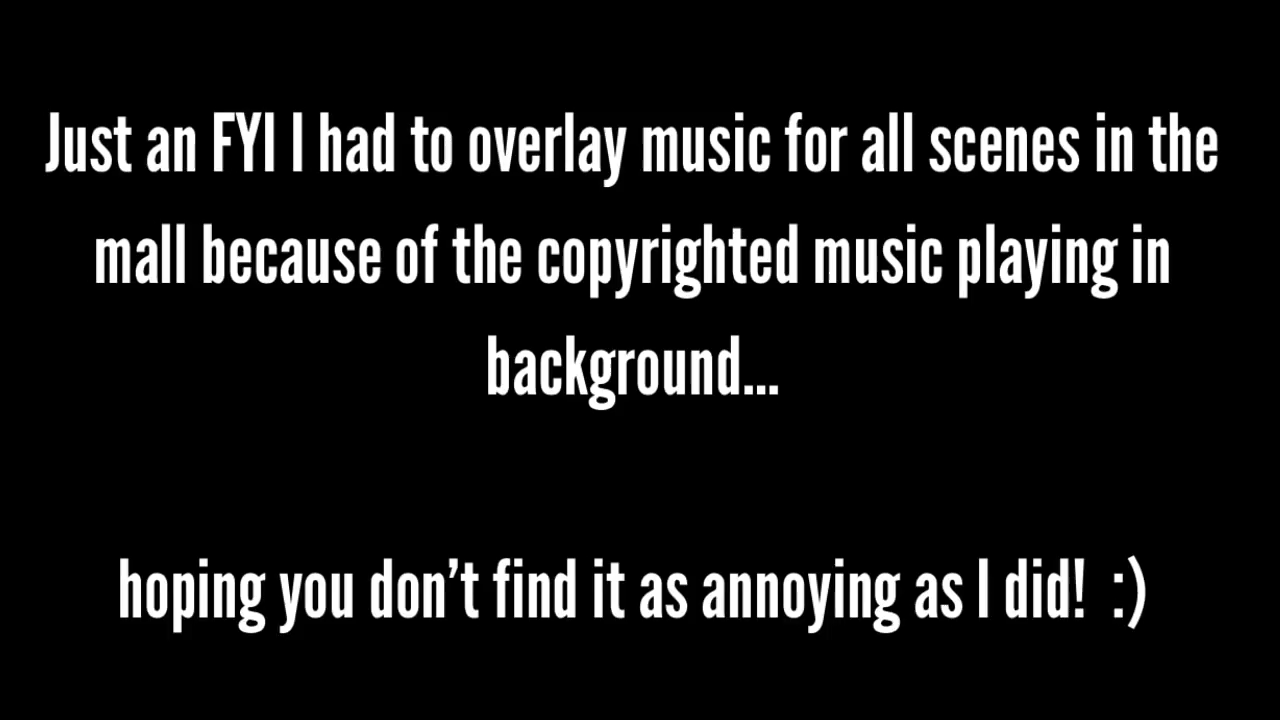 Just an FYI I had to overlay music for all scenes in the
mall because of the copyrighted music playing in
background...
hoping you don’t find it as annoying as I did!  :)